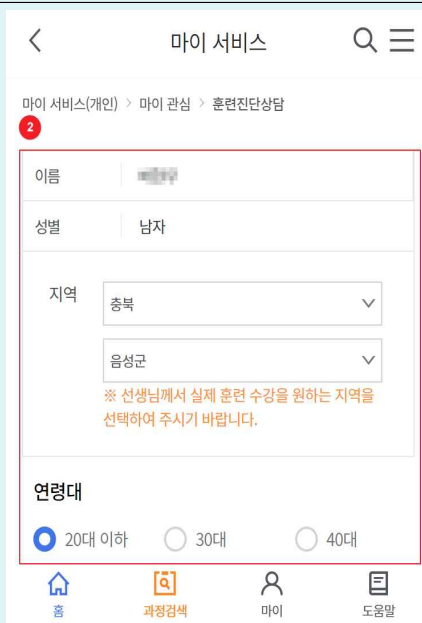 마이 서비스
마이 서비스(개인) > 마이 관심 > 훈련진단상담
2
이름
성별 남자
지역 충북
음성군
※ 선생님께서 실제 훈련 수강을 원하는 지역을
선택하여 주시기 바랍니다.
연령대
20대 이하 30대 40대
홈 과정검색 마이 도움말